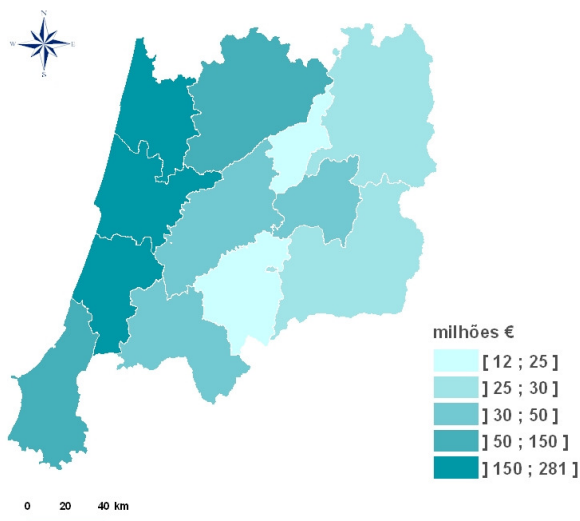 N
W
E
S
milhões €
[ 12 ; 25 ]
] 25 ; 30 ]
] 30 ; 50 ]
] 50 ; 150 ]
] 150 ; 281 ]
0 20 40 km